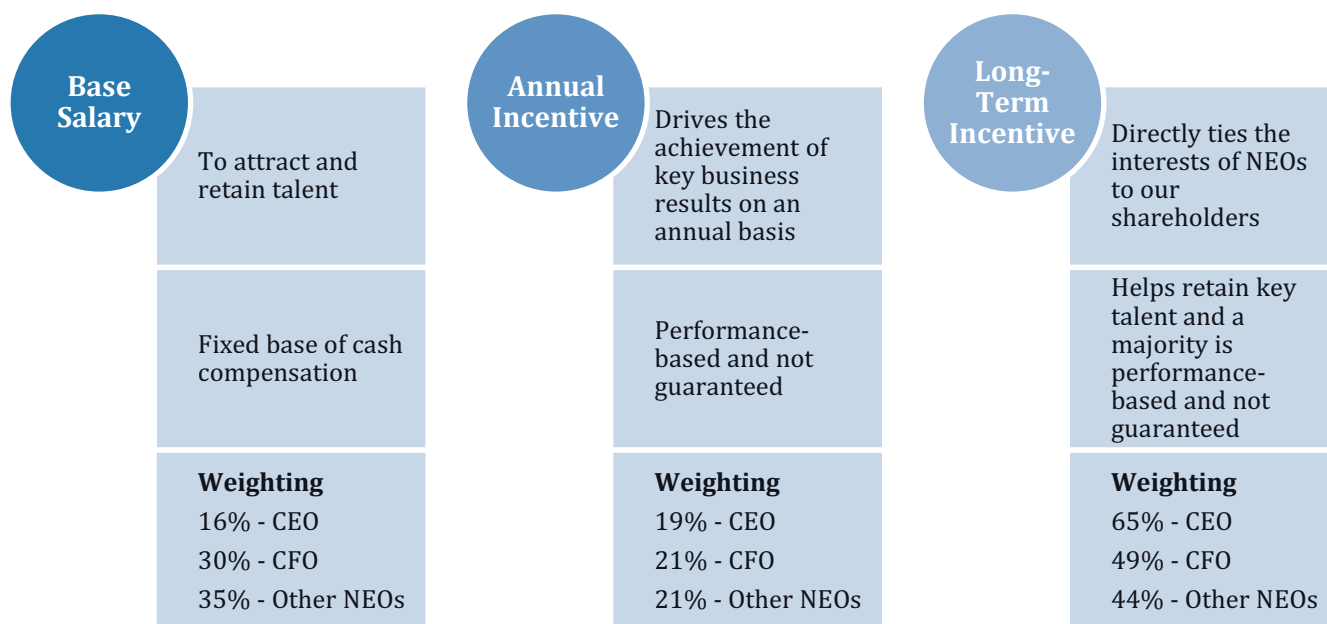 Base
Salary
To attract and
retain talent
Fixed base of cash
compensation
Weighting
16% - CEO
30% - CFO
35% - Other NEOs
Annual
Incentive
Drives the
achievement of
key business
results on an
annual basis
Performance-
based and not
guaranteed
Weighting
19% - CEO
21% - CFO
21% - Other NEOs
Long-
Term
Incentive
Directly ties the
interests of NEOs
to our
shareholders
Helps retain key
talent and a
majority is
performance-
based and not
guaranteed
Weighting
65% - CEO
49% - CFO
44% - Other NEOs